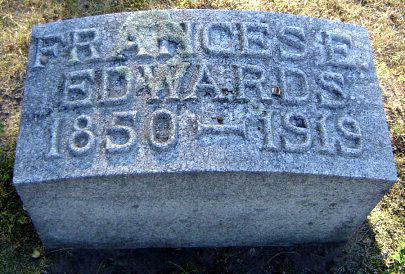 FRANCES E.
EDWARDS
1850 — 1919